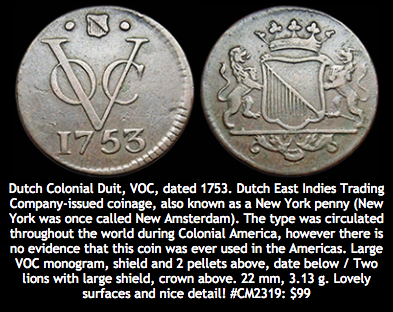 VOC
1753
Dutch Colonial Duit, VOC, dated 1753. Dutch East Indies Trading
Company-issued coinage, also known as a New York penny (New
York was once called New Amsterdam). The type was circulated
throughout the world during Colonial America, however there is
no evidence that this coin was ever used in the Americas. Large
VOC monogram, shield and 2 pellets above, date below / Two
lions with large shield, crown above. 22 mm, 3.13 g. Lovely
surfaces and nice detail! #CM2319: $99